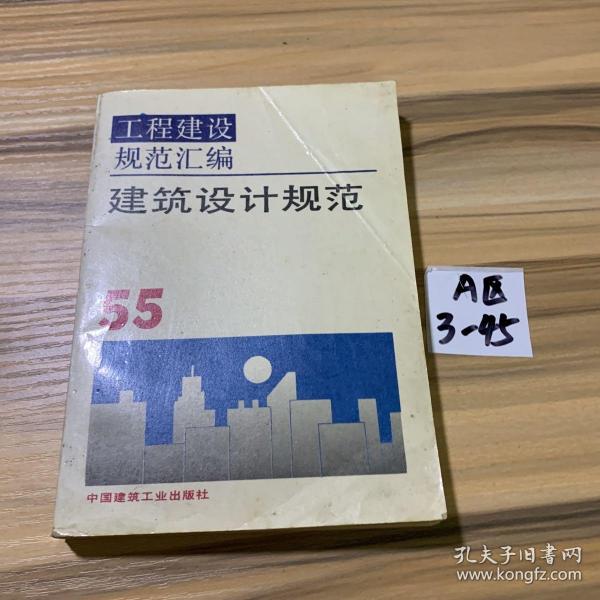 工程建设
规范汇编
建筑设计规范
55
中国建筑工业出版社
A区
3-45
孔夫子旧书网
www.kongfz.com